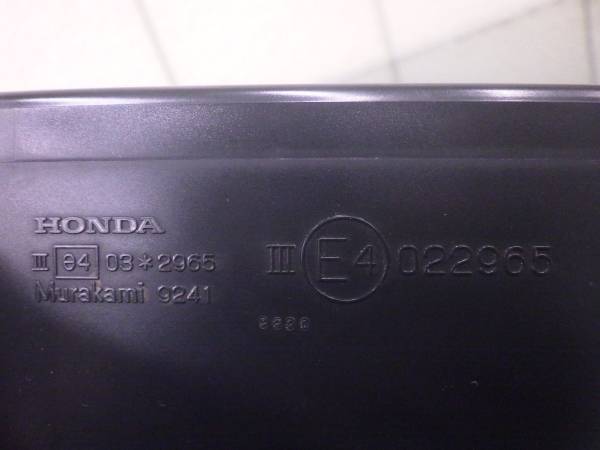 HONDA
III e4 03*2965
Murakami 9241
III E4 022965